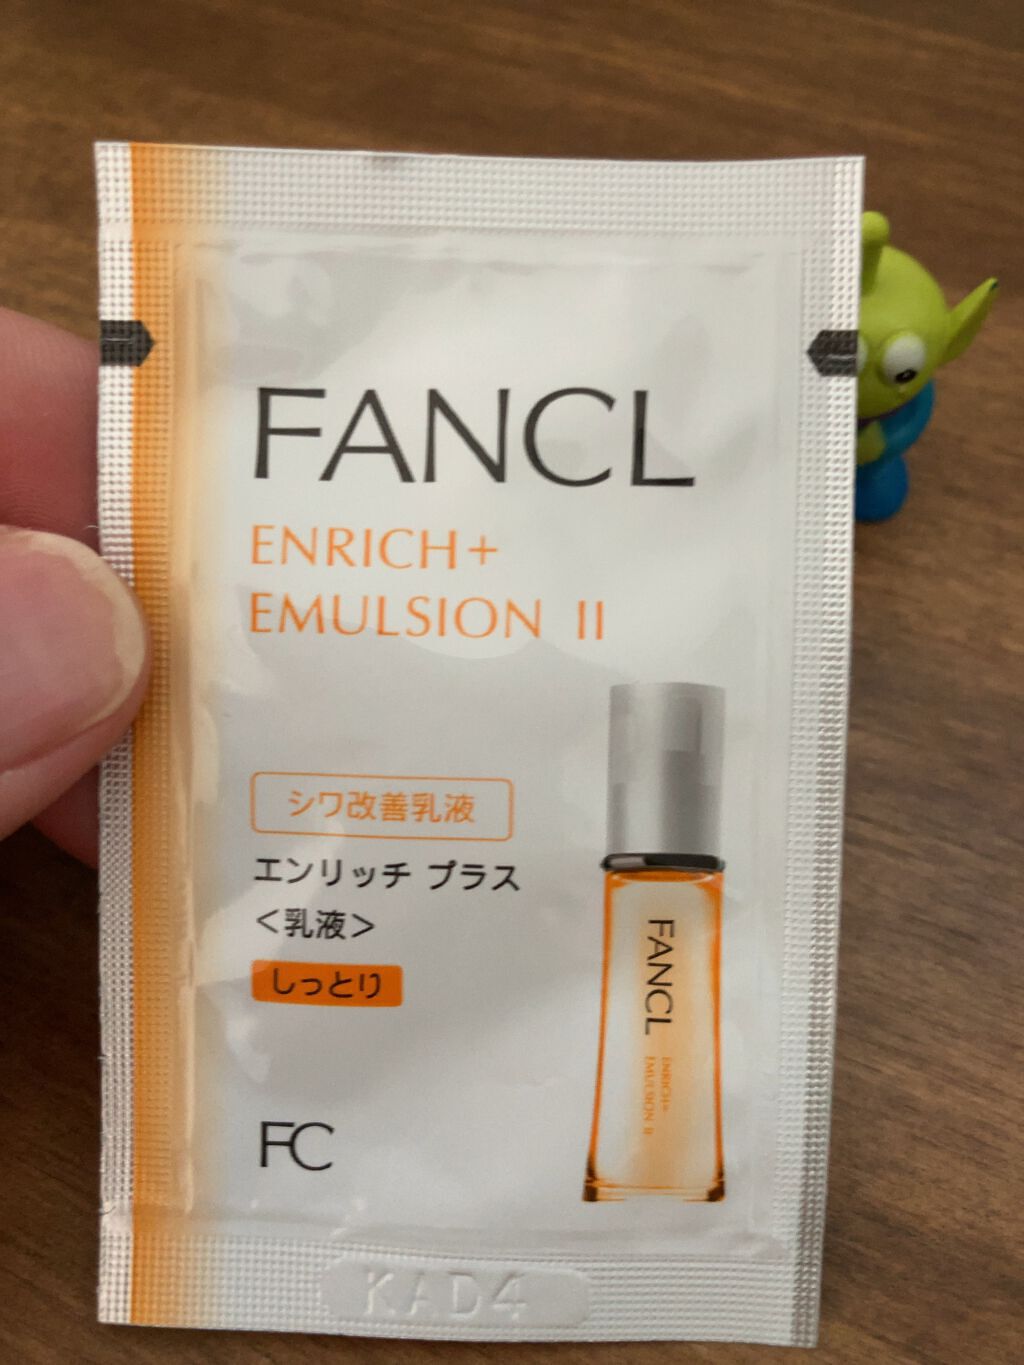 FANCL
ENRICH+
EMULSION II
シワ改善乳液
エンリッチ プラス
<乳液>
しっとり
FANCL
ENRICH+
EMULSION II
FC
KAD4